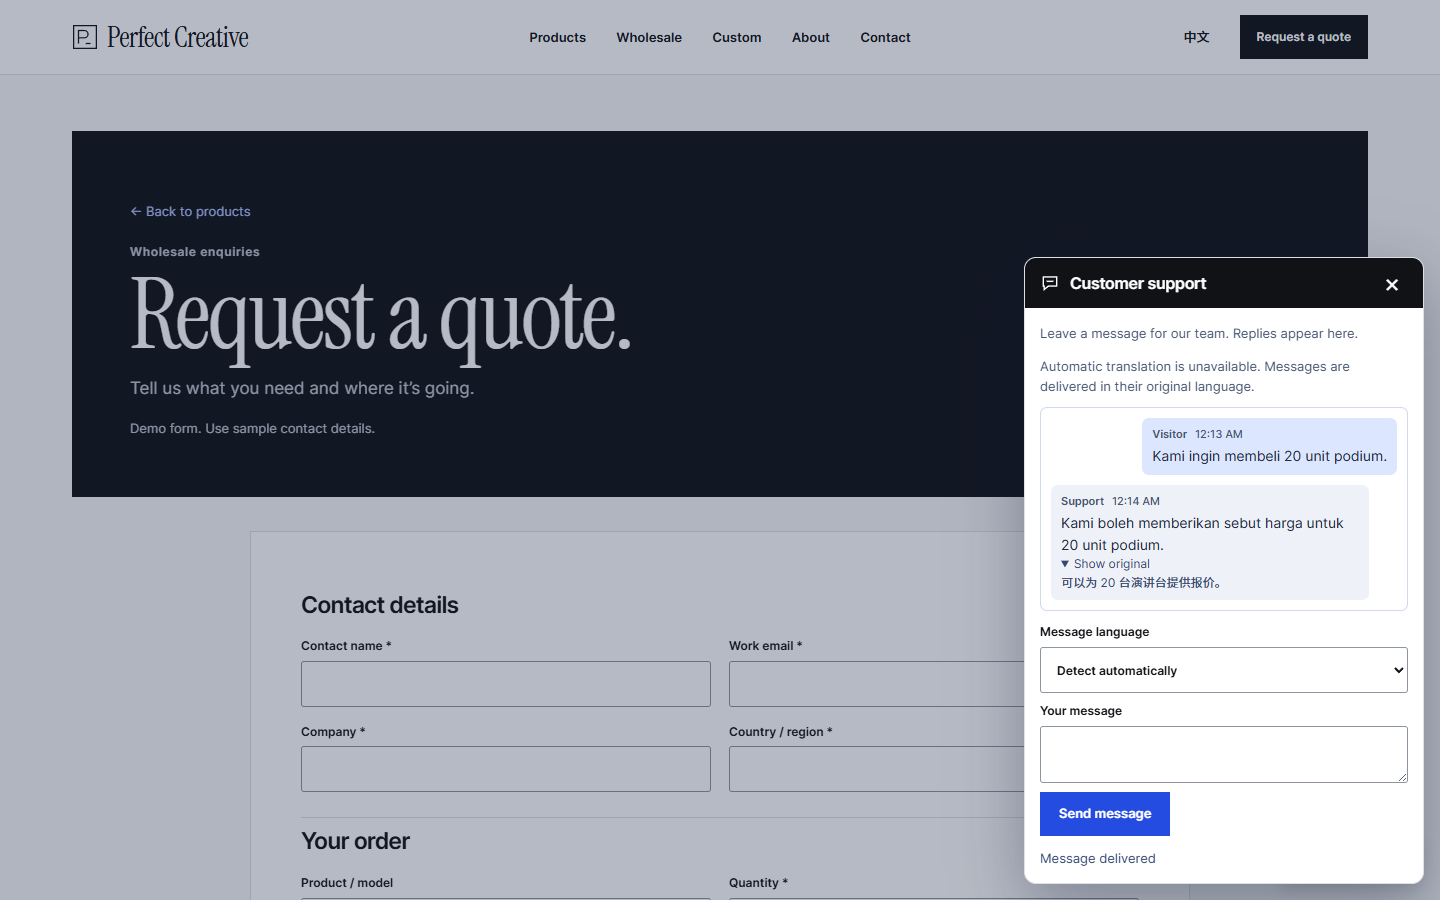 Perfect Creative
Products
Wholesale
Custom
About
Contact
中文
Request a quote
← Back to products
Wholesale enquiries
Request a quote.
Tell us what you need and where it’s going.
Demo form. Use sample contact details.
Contact details
Contact name *
Work email *
Company *
Country / region *
Your order
Product / model
Quantity *
Customer support
Leave a message for our team. Replies appear here.
Automatic translation is unavailable. Messages are
delivered in their original language.
Visitor 12:13 AM
Kami ingin membeli 20 unit podium.
Support 12:14 AM
Kami boleh memberikan sebut harga untuk
20 unit podium.
▼ Show original
可以为 20 台演讲台提供报价。
Message language
Detect automatically
Your message
Send message
Message delivered